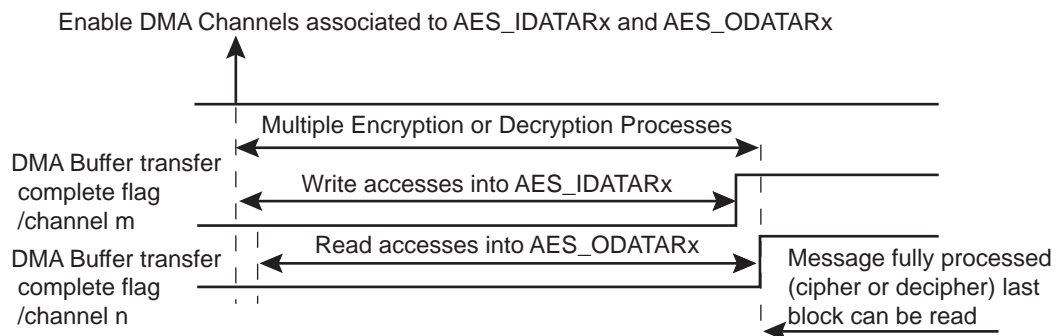 Enable DMA Channels associated to AES_IDATARx and AES_ODATARx
Multiple Encryption or Decryption Processes
DMA Buffer transfer
complete flag
/channel m
Write accesses into AES_IDATARx
DMA Buffer transfer
complete flag
/channel n
Read accesses into AES_ODATARx
Message fully processed
(cipher or decipher) last
block can be read